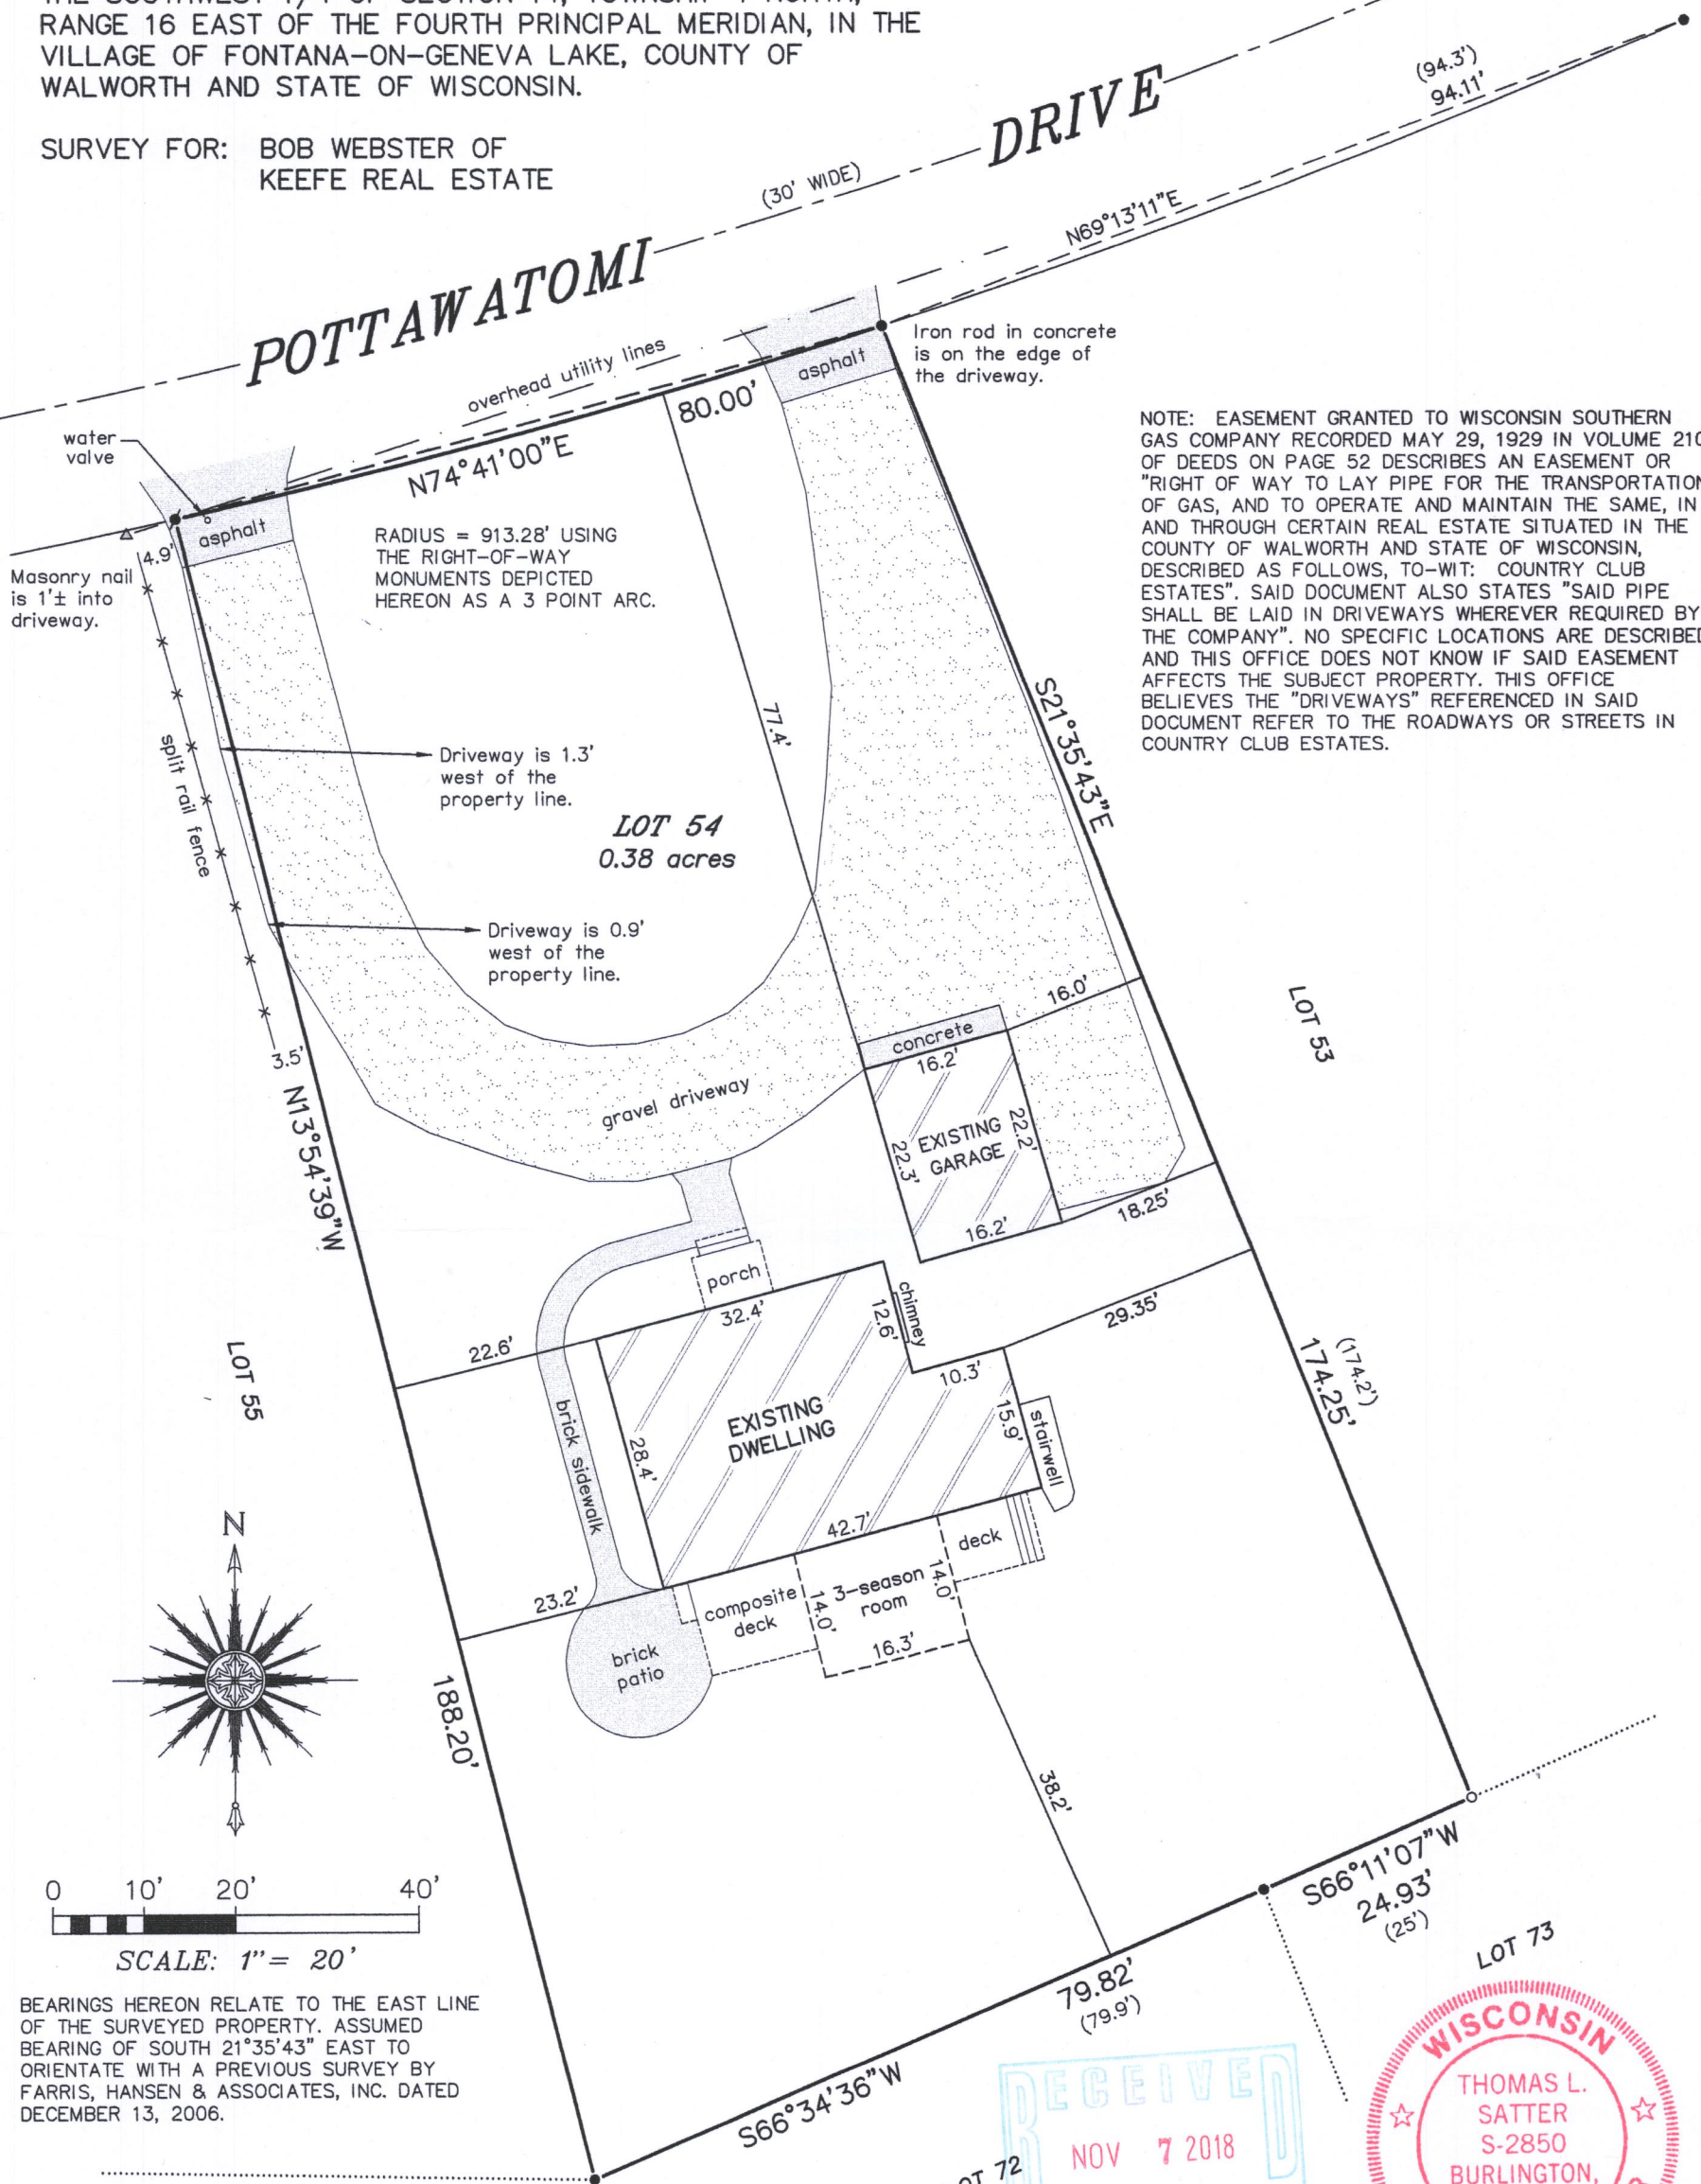 RANGE 16 EAST OF THE FOURTH PRINCIPAL MERIDIAN, IN THE
VILLAGE OF FONTANA-ON-GENEVA LAKE, COUNTY OF
WALWORTH AND STATE OF WISCONSIN.
SURVEY FOR: BOB WEBSTER OF
KEEFE REAL ESTATE
POTTAWATOMI
(30' WIDE)
DRIVE
(94.3')
94.11'
N69°13'11"E
overhead utility lines
water
valve
asphalt
4.9'
N74°41'00"E
80.00'
asphalt
Iron rod in concrete
is on the edge of
the driveway.
Masonry nail
is 1'± into
driveway.
RADIUS = 913.28' USING
THE RIGHT-OF-WAY
MONUMENTS DEPICTED
HEREON AS A 3 POINT ARC.
NOTE: EASEMENT GRANTED TO WISCONSIN SOUTHERN
GAS COMPANY RECORDED MAY 29, 1929 IN VOLUME 210
OF DEEDS ON PAGE 52 DESCRIBES AN EASEMENT OR
"RIGHT OF WAY TO LAY PIPE FOR THE TRANSPORTATION
OF GAS, AND TO OPERATE AND MAINTAIN THE SAME, IN
AND THROUGH CERTAIN REAL ESTATE SITUATED IN THE
COUNTY OF WALWORTH AND STATE OF WISCONSIN,
DESCRIBED AS FOLLOWS, TO-WIT: COUNTRY CLUB
ESTATES". SAID DOCUMENT ALSO STATES "SAID PIPE
SHALL BE LAID IN DRIVEWAYS WHEREVER REQUIRED BY
THE COMPANY". NO SPECIFIC LOCATIONS ARE DESCRIBED
AND THIS OFFICE DOES NOT KNOW IF SAID EASEMENT
AFFECTS THE SUBJECT PROPERTY. THIS OFFICE
BELIEVES THE "DRIVEWAYS" REFERENCED IN SAID
DOCUMENT REFER TO THE ROADWAYS OR STREETS IN
COUNTRY CLUB ESTATES.
split rail fence
Driveway is 1.3'
west of the
property line.
77.4'
S21°35'43"E
LOT 54
0.38 acres
Driveway is 0.9'
west of the
property line.
3.5'
N13°54'39"W
gravel driveway
concrete
16.2'
16.0'
LOT 53
EXISTING
GARAGE
22.3'
22.2'
16.2'
18.25'
porch
32.4'
12.6'
chimney
29.35'
22.6'
10.3'
LOT 55
brick sidewalk
28.4'
EXISTING
DWELLING
15.9'
stairwell
(174.2')
174.25'
42.7'
deck
23.2'
composite
deck
14.0'
3-season
room
14.0'
16.3'
brick
patio
N
188.20'
38.2'
S66°11'07"W
24.93'
(25')
LOT 73
0 10' 20' 40'
SCALE: 1"= 20'
79.82'
(79.9')
BEARINGS HEREON RELATE TO THE EAST LINE
OF THE SURVEYED PROPERTY. ASSUMED
BEARING OF SOUTH 21°35'43" EAST TO
ORIENTATE WITH A PREVIOUS SURVEY BY
FARRIS, HANSEN & ASSOCIATES, INC. DATED
DECEMBER 13, 2006.
S66°34'36"W
RECEIVED
NOV 7 2018
72
WISCONSIN
THOMAS L.
SATTER
S-2850
BURLINGTON,